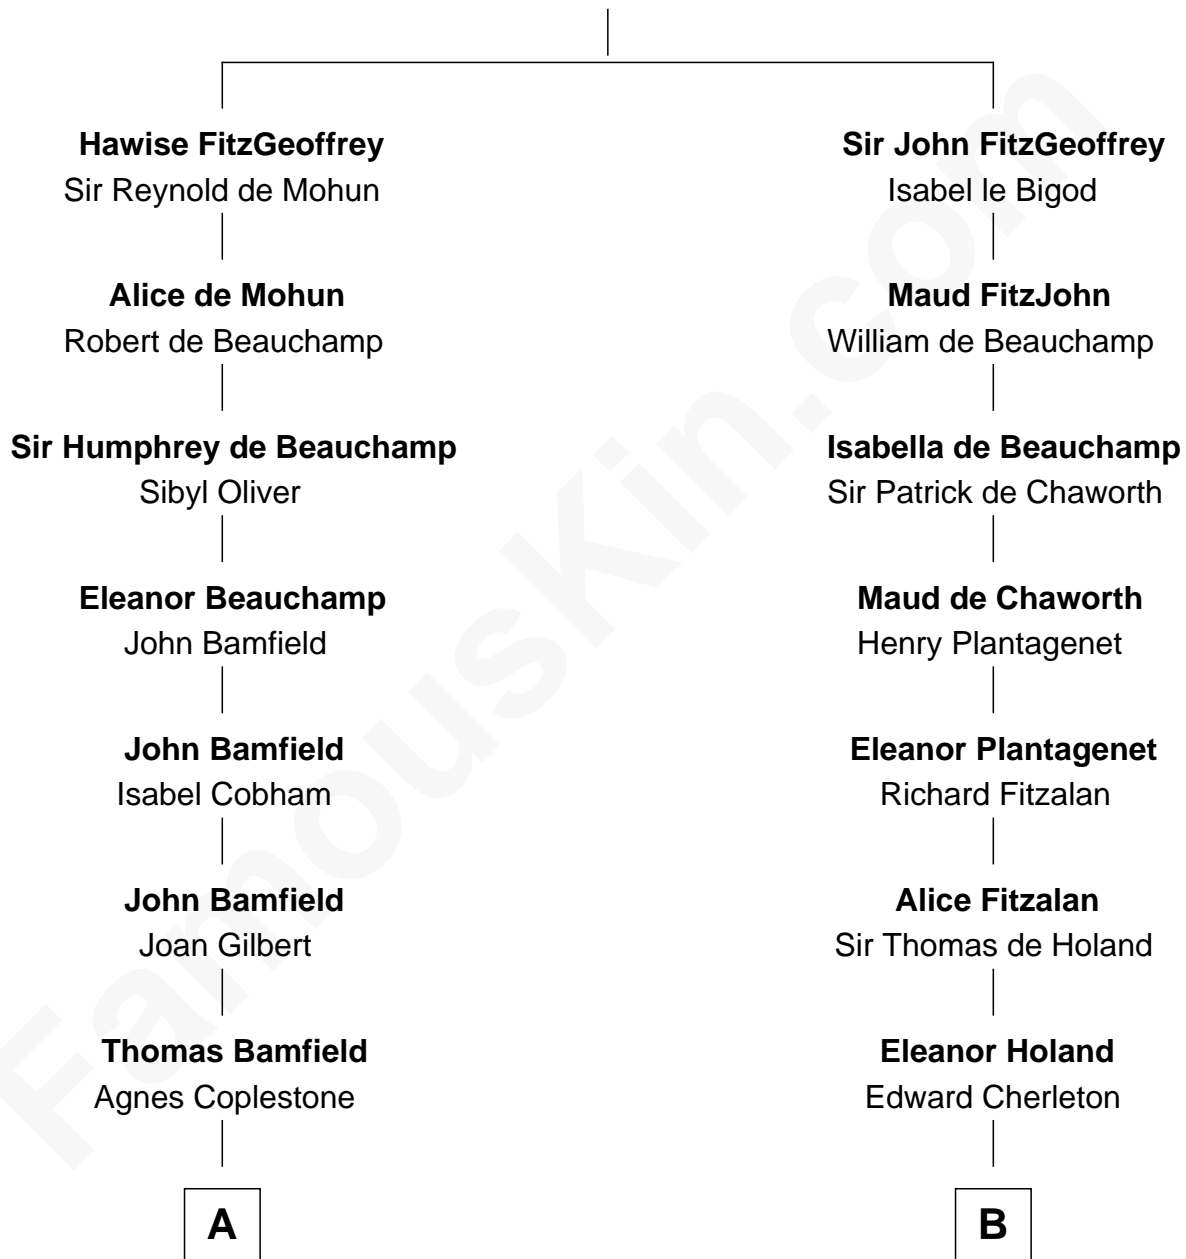 Hawise FitzGeoffrey
Sir Reynold de Mohun
Alice de Mohun
Robert de Beauchamp
Sir Humphrey de Beauchamp
Sibyl Oliver
Eleanor Beauchamp
John Bamfield
John Bamfield
Isabel Cobham
John Bamfield
Joan Gilbert
Thomas Bamfield
Agnes Coplestone
A
Sir John FitzGeoffrey
Isabel le Bigod
Maud FitzJohn
William de Beauchamp
Isabella de Beauchamp
Sir Patrick de Chaworth
Maud de Chaworth
Henry Plantagenet
Eleanor Plantagenet
Richard Fitzalan
Alice Fitzalan
Sir Thomas de Holand
Eleanor Holand
Edward Cherleton
B
FamousKin.com